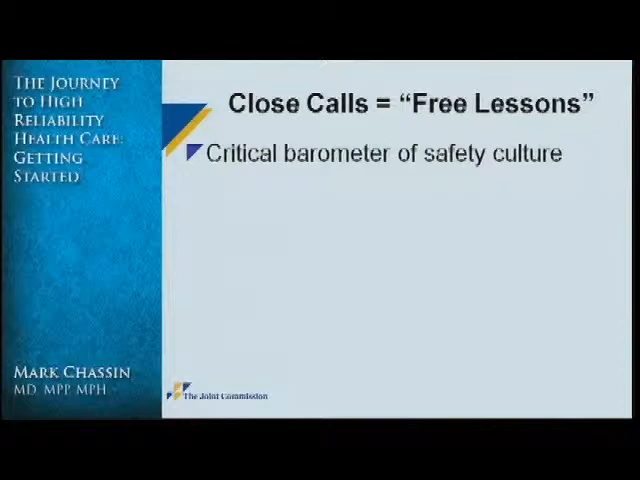 THE JOURNEY
TO HIGH
RELIABILITY
HEALTH CARE:
GETTING
STARTED
Close Calls = “Free Lessons”
Critical barometer of safety culture
MARK CHASSIN
MD, MPP, MPH
The Joint Commission